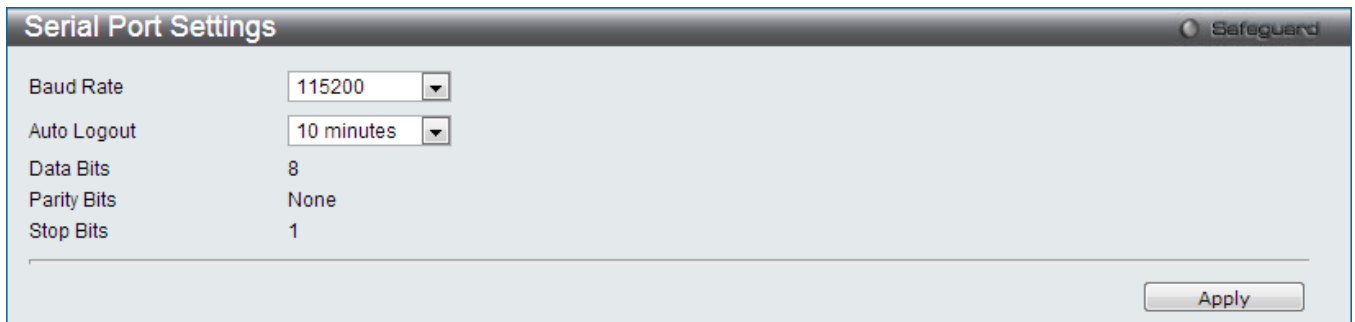 Serial Port Settings
Safeguard
Baud Rate 115200
Auto Logout 10 minutes
Data Bits 8
Parity Bits None
Stop Bits 1
Apply